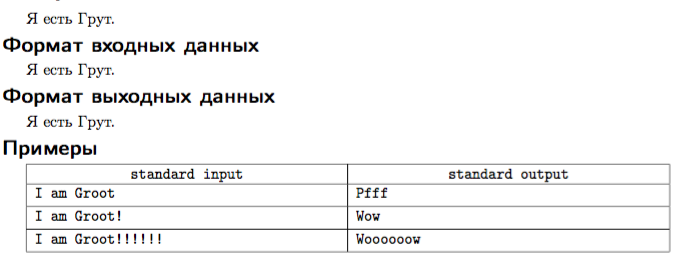 Я есть Грут.
Формат входных данных
Я есть Грут.
Формат выходных данных
Я есть Грут.
Примеры
standard input standard output
I am Groot Pfff
I am Groot! Wow
I am Groot!!!!!! Woooooow